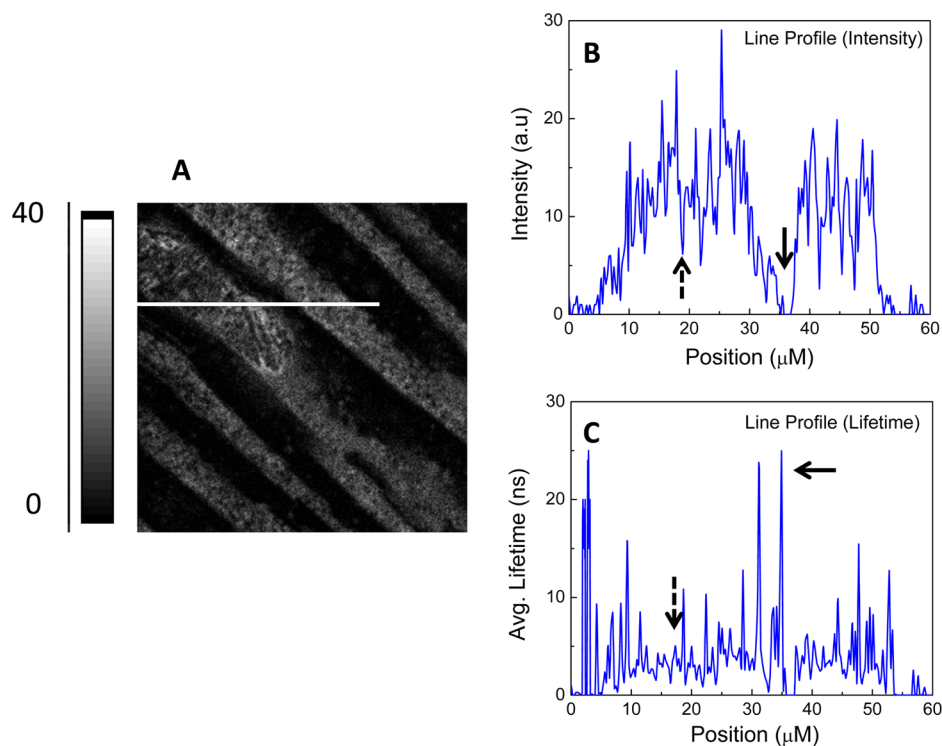 A
40
0
B
Line Profile (Intensity)
30
20
10
0
Intensity (a.u)
0 10 20 30 40 50 60
Position (μM)
C
Line Profile (Lifetime)
30
20
10
0
Avg. Lifetime (ns)
0 10 20 30 40 50 60
Position (μM)